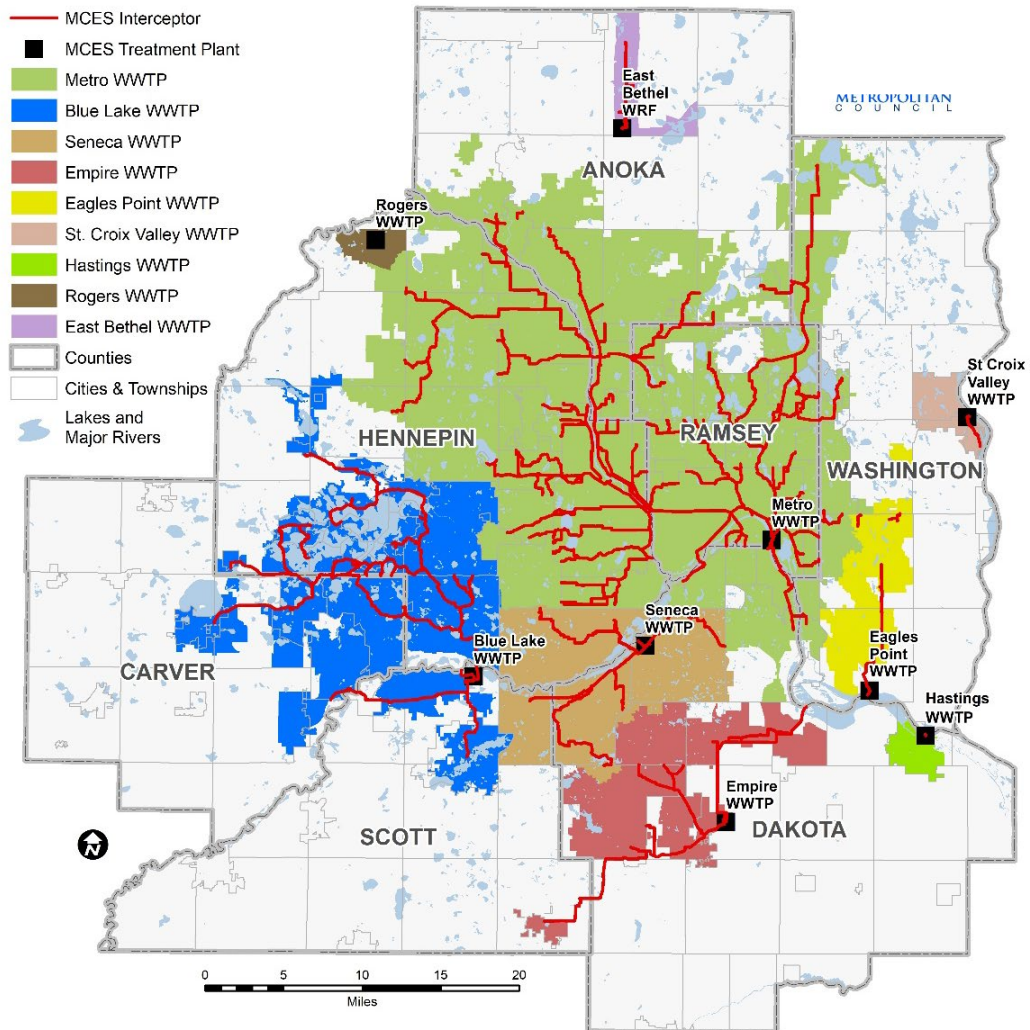 MCES Interceptor
MCES Treatment Plant
Metro WWTP
Blue Lake WWTP
Seneca WWTP
Empire WWTP
Eagles Point WWTP
St. Croix Valley WWTP
Hastings WWTP
Rogers WWTP
East Bethel WWTP
Counties
Cities & Townships
Lakes and
Major Rivers
METROPOLITAN
COUNCIL
East
Bethel
WRF
ANOKA
Rogers
WWTP
St Croix
Valley
WWTP
HENNEPIN
RAMSEY
WASHINGTON
Metro
WWTP
Seneca
WWTP
Blue Lake
WWTP
Eagles
Point
WWTP
CARVER
Hastings
WWTP
Empire
WWTP
SCOTT
DAKOTA
N
0 5 10 15 20
Miles